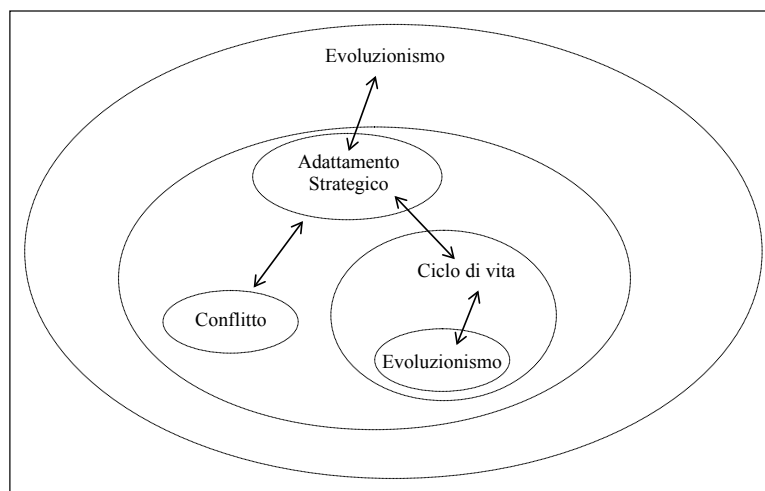 Evoluzionismo
Adattamento
Strategico
Ciclo di vita
Conflitto
Evoluzionismo